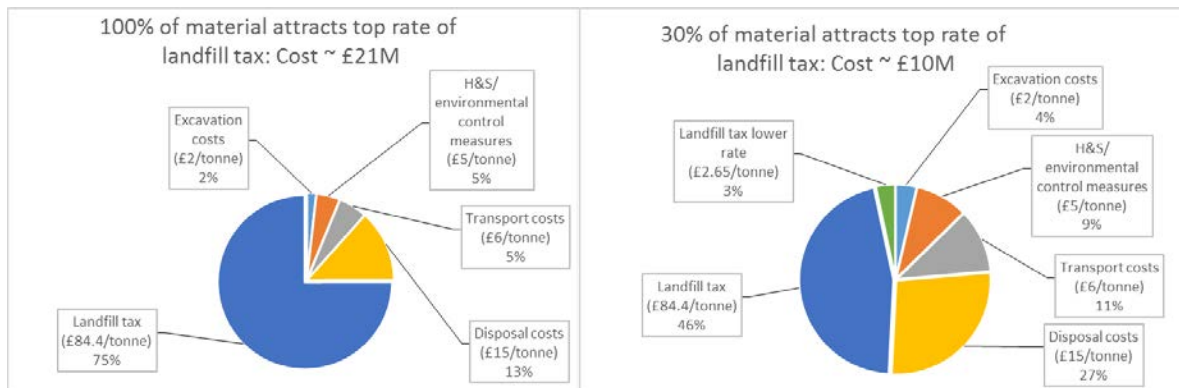 100% of material attracts top rate of
landfill tax: Cost ~ £21M
H&S/
environmental
control
measures
(£5/tonne)
5%
Excavation
costs
(£2/tonne)
2%
Transport costs
(£6/tonne)
5%
Landfill tax
(£84.4/tonne)
75%
Disposal costs
(£15/tonne)
13%
30% of material attracts top rate of
landfill tax: Cost ~ £10M
Excavation costs
(£2/tonne)
4%
Landfill tax lower
rate
(£2.65/tonne)
3%
H&S/
environmental
control measures
(£5/tonne)
9%
Transport costs
(£6/tonne)
11%
Landfill tax
(£84.4/tonne)
46%
Disposal costs
(£15/tonne)
27%